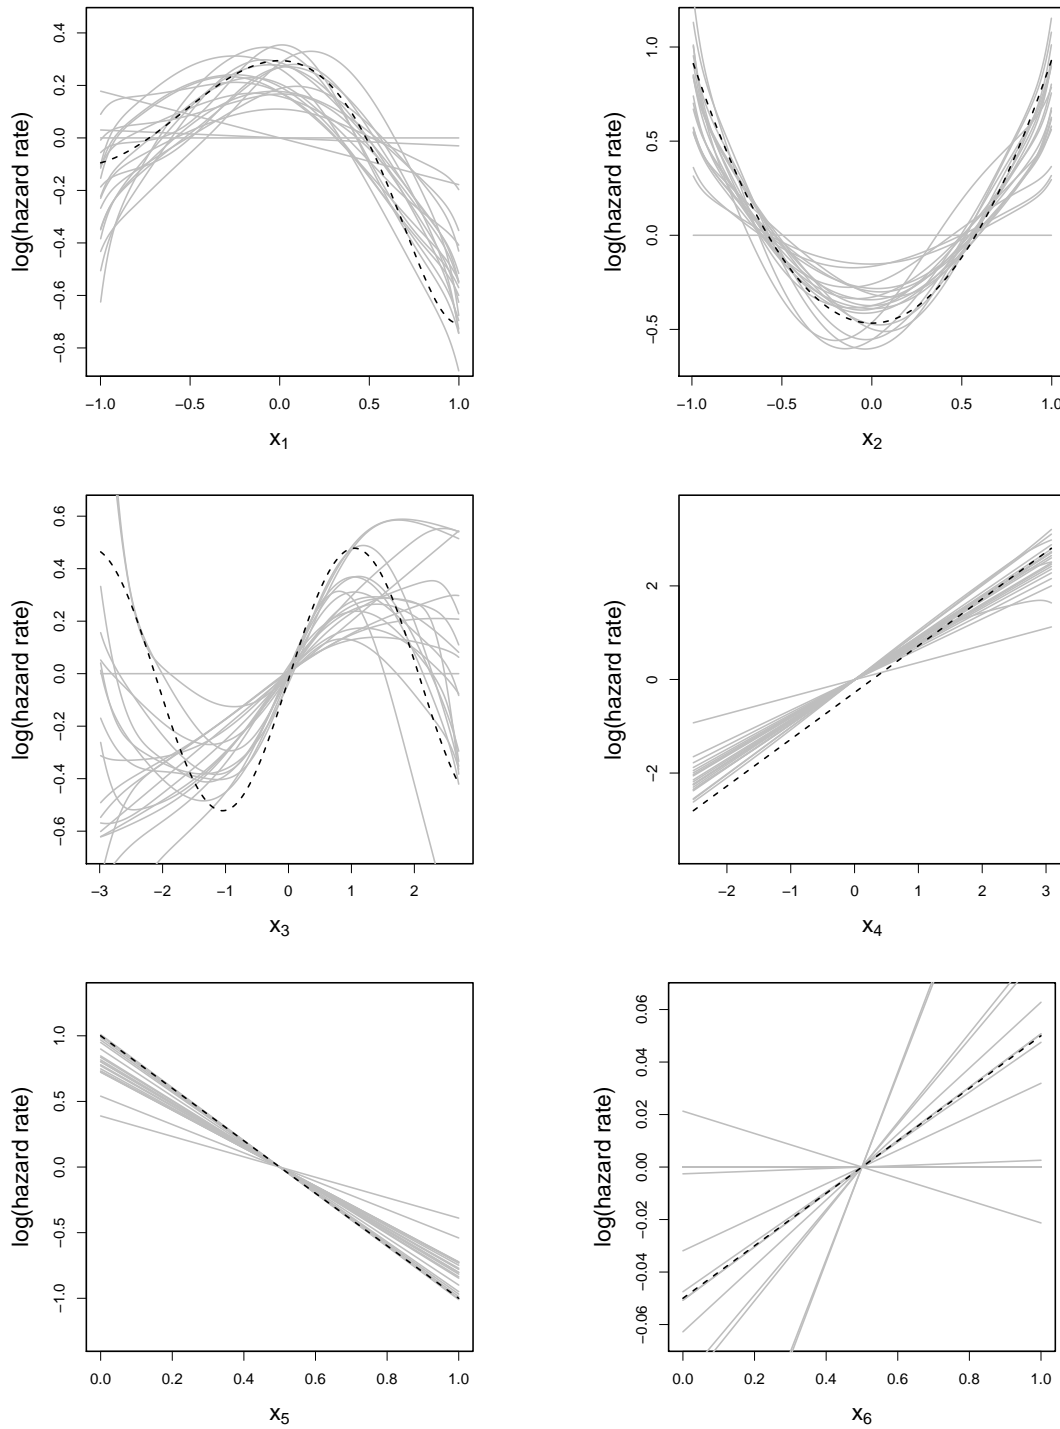 log(hazard rate)
0.4
0.2
0.0
−0.2
−0.4
−0.6
−0.8
−1.0 −0.5 0.0 0.5 1.0
x1
log(hazard rate)
1.0
0.5
0.0
−0.5
−1.0 −0.5 0.0 0.5 1.0
x2
log(hazard rate)
0.6
0.4
0.2
0.0
−0.2
−0.4
−0.6
−3 −2 −1 0 1 2
x3
log(hazard rate)
2
0
−2
−2 −1 0 1 2 3
x4
log(hazard rate)
1.0
0.5
0.0
−0.5
−1.0
0.0 0.2 0.4 0.6 0.8 1.0
x5
log(hazard rate)
0.06
0.04
0.02
0.00
−0.02
−0.04
−0.06
0.0 0.2 0.4 0.6 0.8 1.0
x6